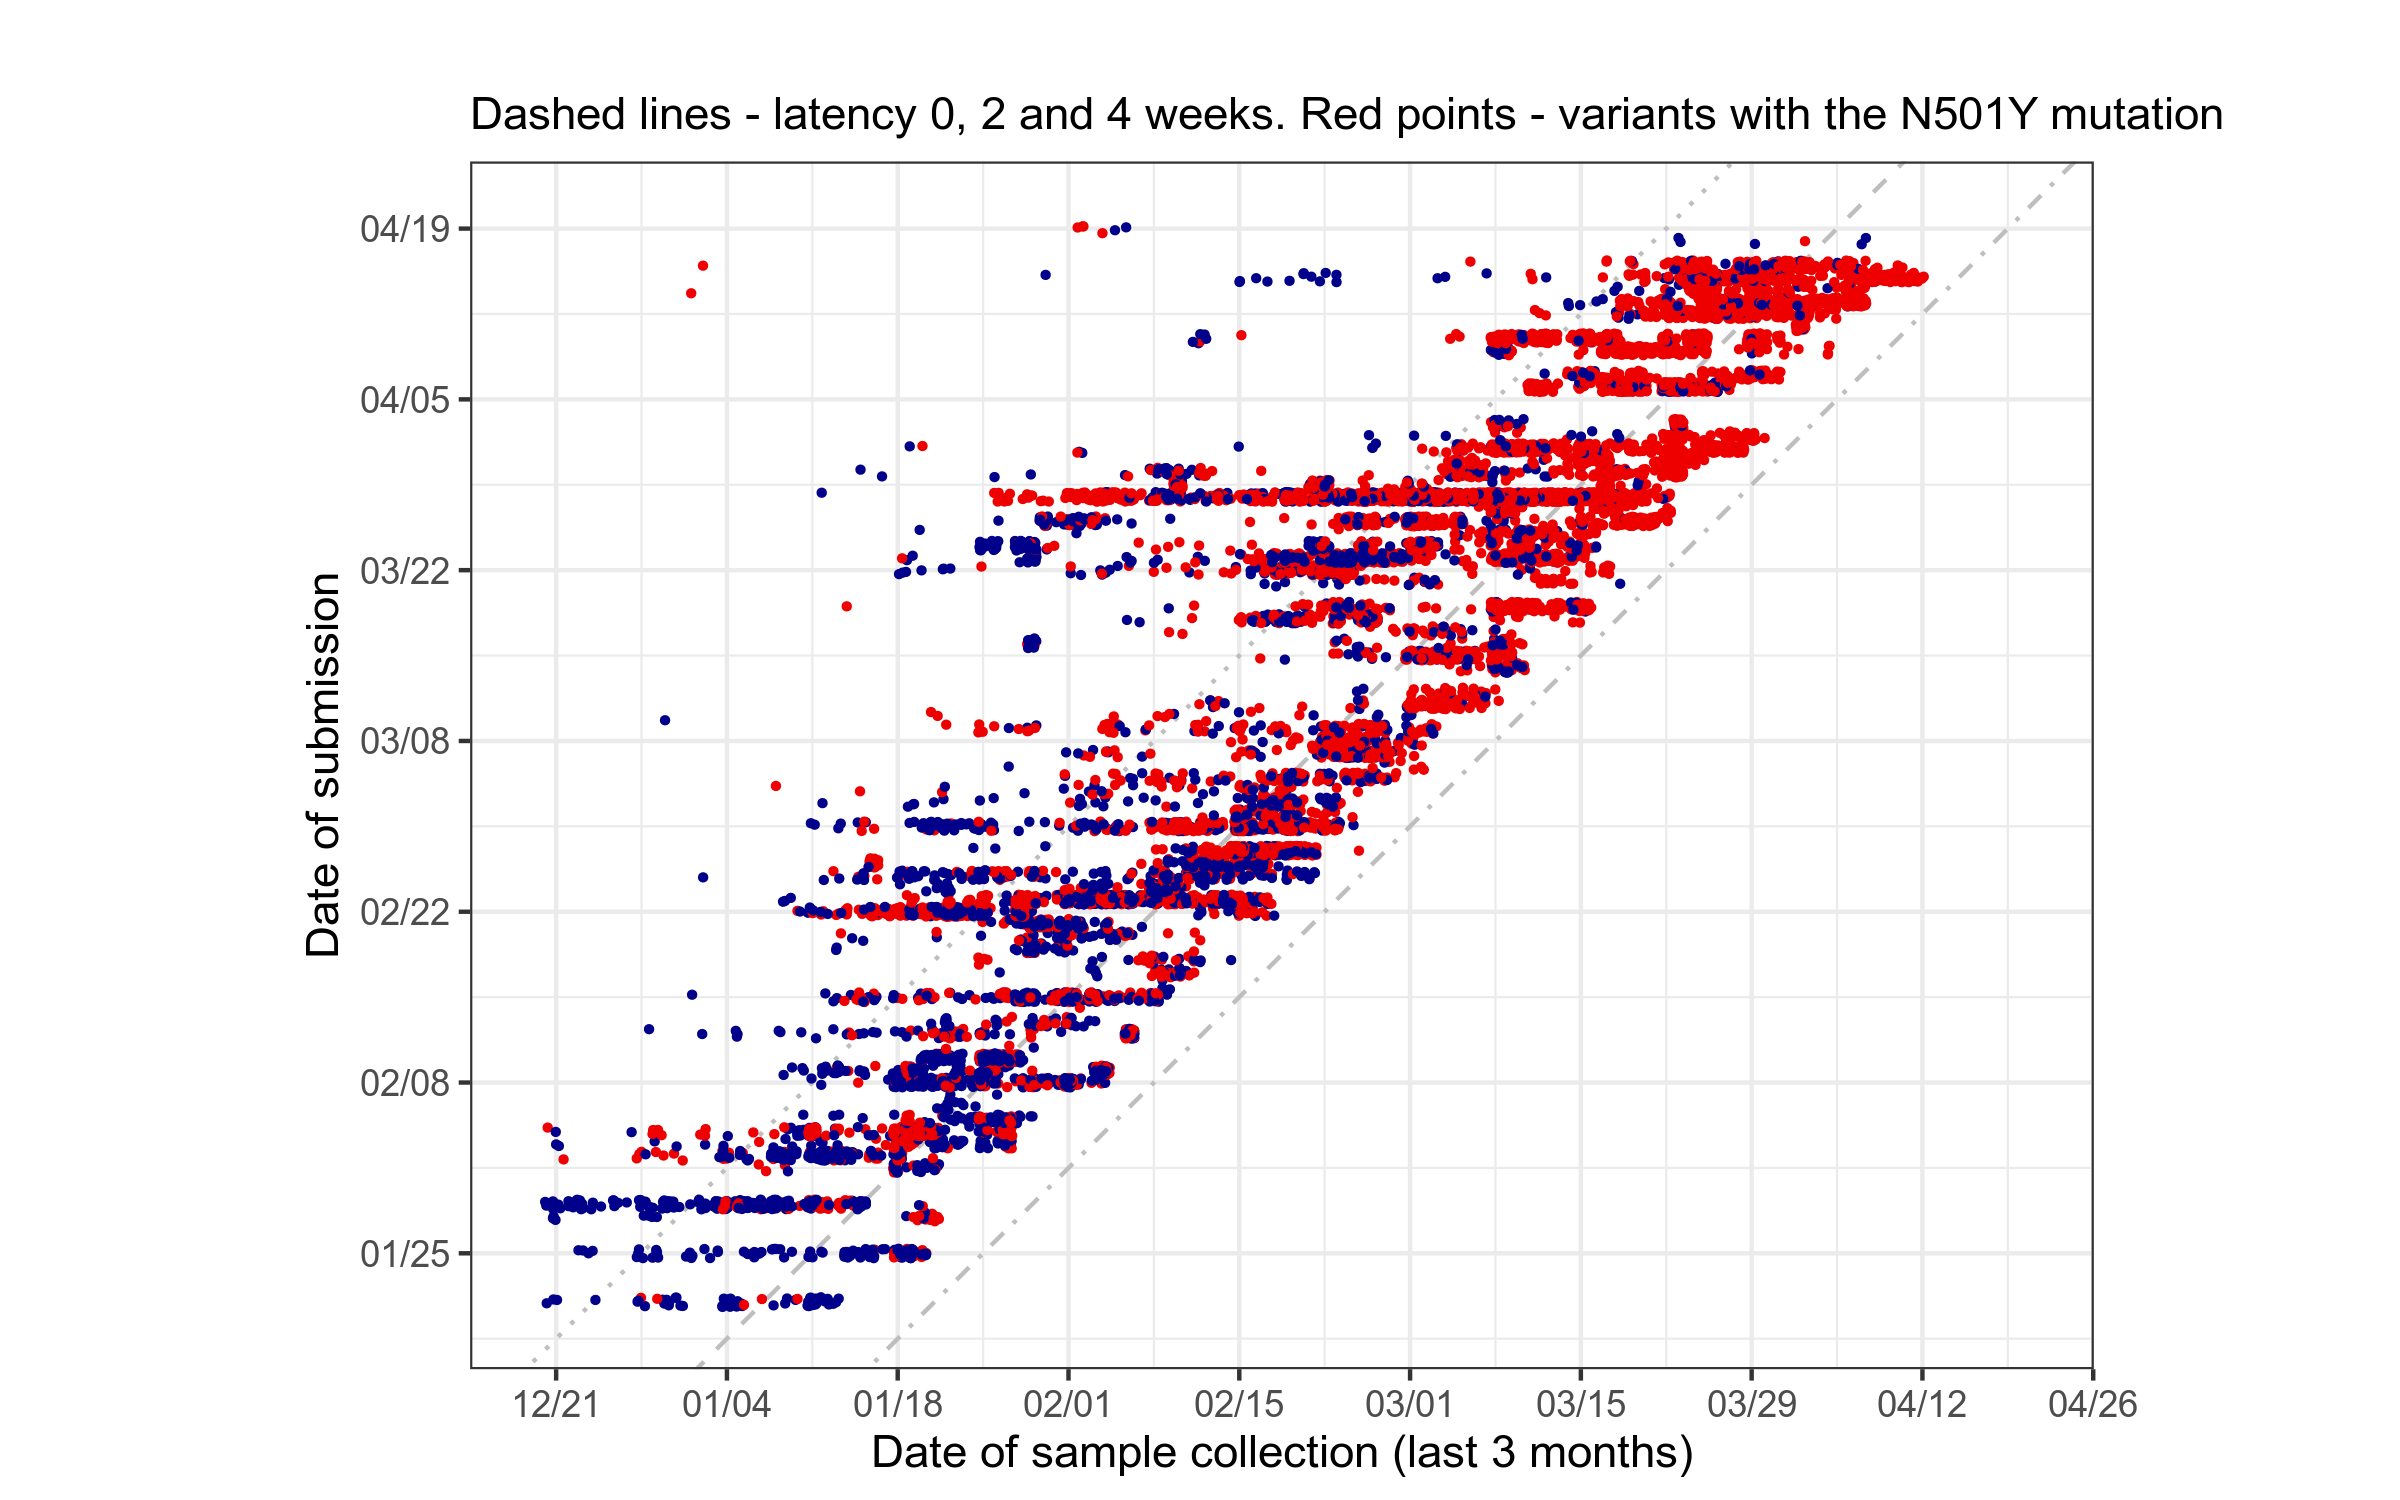 Dashed lines - latency 0, 2 and 4 weeks. Red points - variants with the N501Y mutation
Date of submission
04/19
04/05
03/22
03/08
02/22
02/08
01/25
12/21 01/04 01/18 02/01 02/15 03/01 03/15 03/29 04/12 04/26
Date of sample collection (last 3 months)